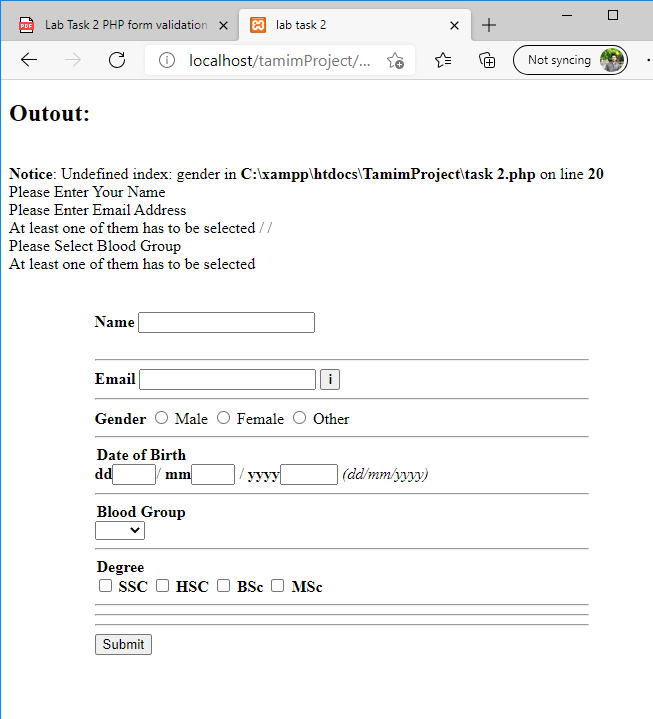 Lab Task 2 PHP form validation
lab task 2
localhost/tamimProject/...
Not syncing
Outout:
Notice: Undefined index: gender in C:\xampp\htdocs\TamimProject\task 2.php on line 20
Please Enter Your Name
Please Enter Email Address
At least one of them has to be selected / /
Please Select Blood Group
At least one of them has to be selected
Name
Email i
Gender Male Female Other
Date of Birth
dd / mm / yyyy (dd/mm/yyyy)
Blood Group
Degree
SSC HSC BSc MSc
Submit